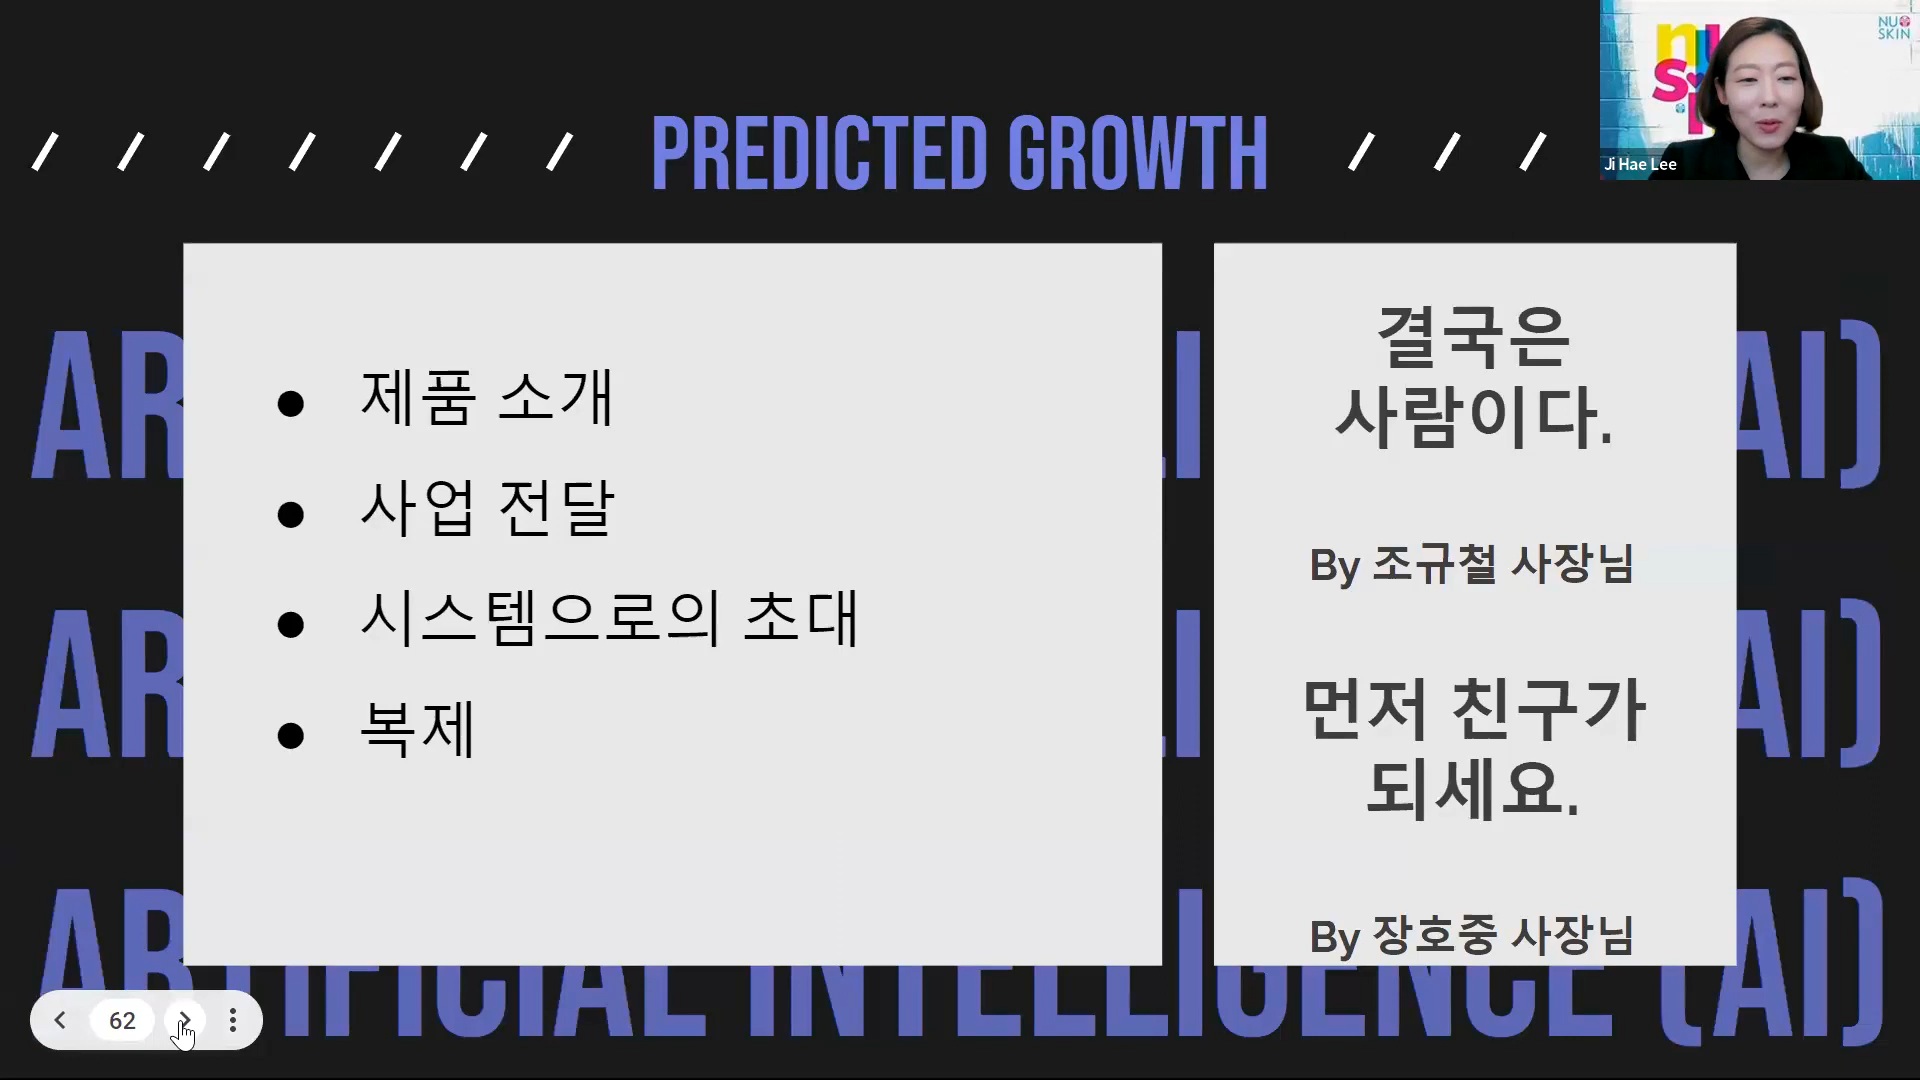 NU
SKIN
Ji Hae Lee
PREDICTED GROWTH
제품 소개
사업 전달
시스템으로의 초대
복제
결국은
사람이다.
By 조규철 사장님
먼저 친구가
되세요.
By 장호중 사장님
ARTIFICIAL INTELLIGENCE (AI)
62